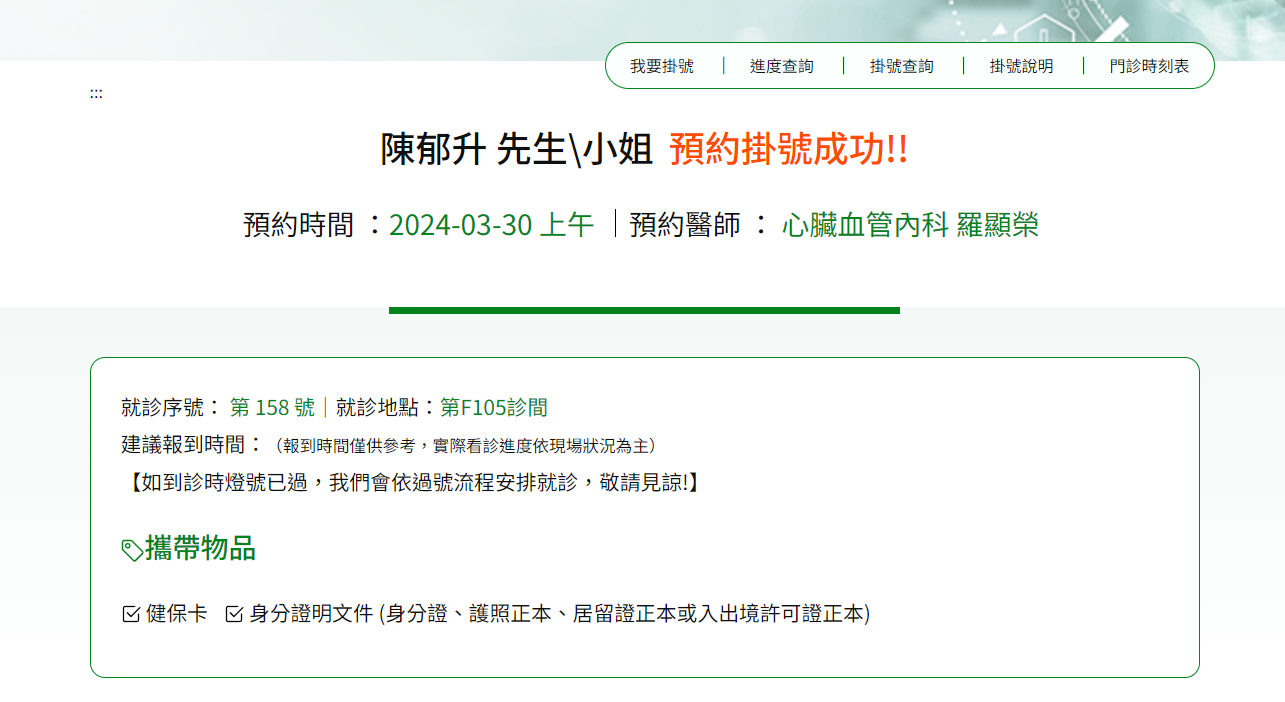 我要掛號 | 進度查詢 | 掛號查詢 | 掛號說明 | 門診時刻表
:::
陳郁升 先生\小姐 預約掛號成功!!
預約時間 ：2024-03-30 上午 ｜預約醫師 ： 心臟血管內科 羅顯榮
就診序號： 第 158 號｜就診地點：第F105診間
建議報到時間：（報到時間僅供參考，實際看診進度依現場狀況為主）
【如到診時燈號已過，我們會依過號流程安排就診，敬請見諒!】
攜帶物品
健保卡 身分證明文件 (身分證、護照正本、居留證正本或入出境許可證正本)